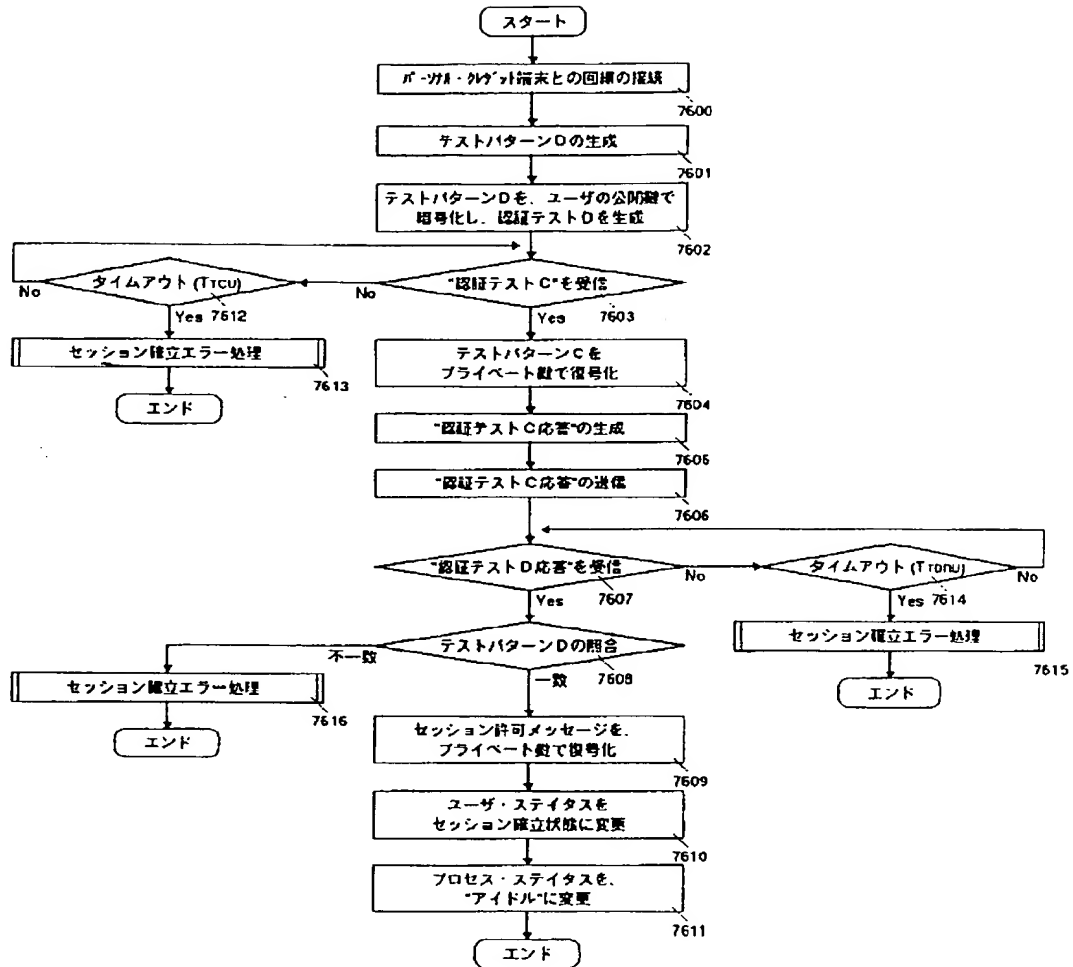 スタート
パーソナル・クレジット端末との回線の接続
7600
テストパターンDの生成
7601
テストパターンDを、ユーザの公開鍵で
暗号化し、認証テストDを生成
7602
"認証テストC"を受信
7603
No
Yes
タイムアウト (TTCU)
7612
No
Yes
セッション確立エラー処理
7613
エンド
テストパターンCを
プライベート鍵で復号化
7604
"認証テストC応答"の生成
7605
"認証テストC応答"の送信
7606
"認証テストD応答"を受信
7607
No
Yes
タイムアウト
7614
No
Yes
セッション確立エラー処理
7615
エンド
テストパターンDの照合
7608
不一致
一致
セッション確立エラー処理
7616
エンド
セッション許可メッセージを、
プライベート鍵で復号化
7609
ユーザ・ステイタスを
セッション確立状態に変更
7610
プロセス・ステイタスを、
"アイドル"に変更
7611
エンド